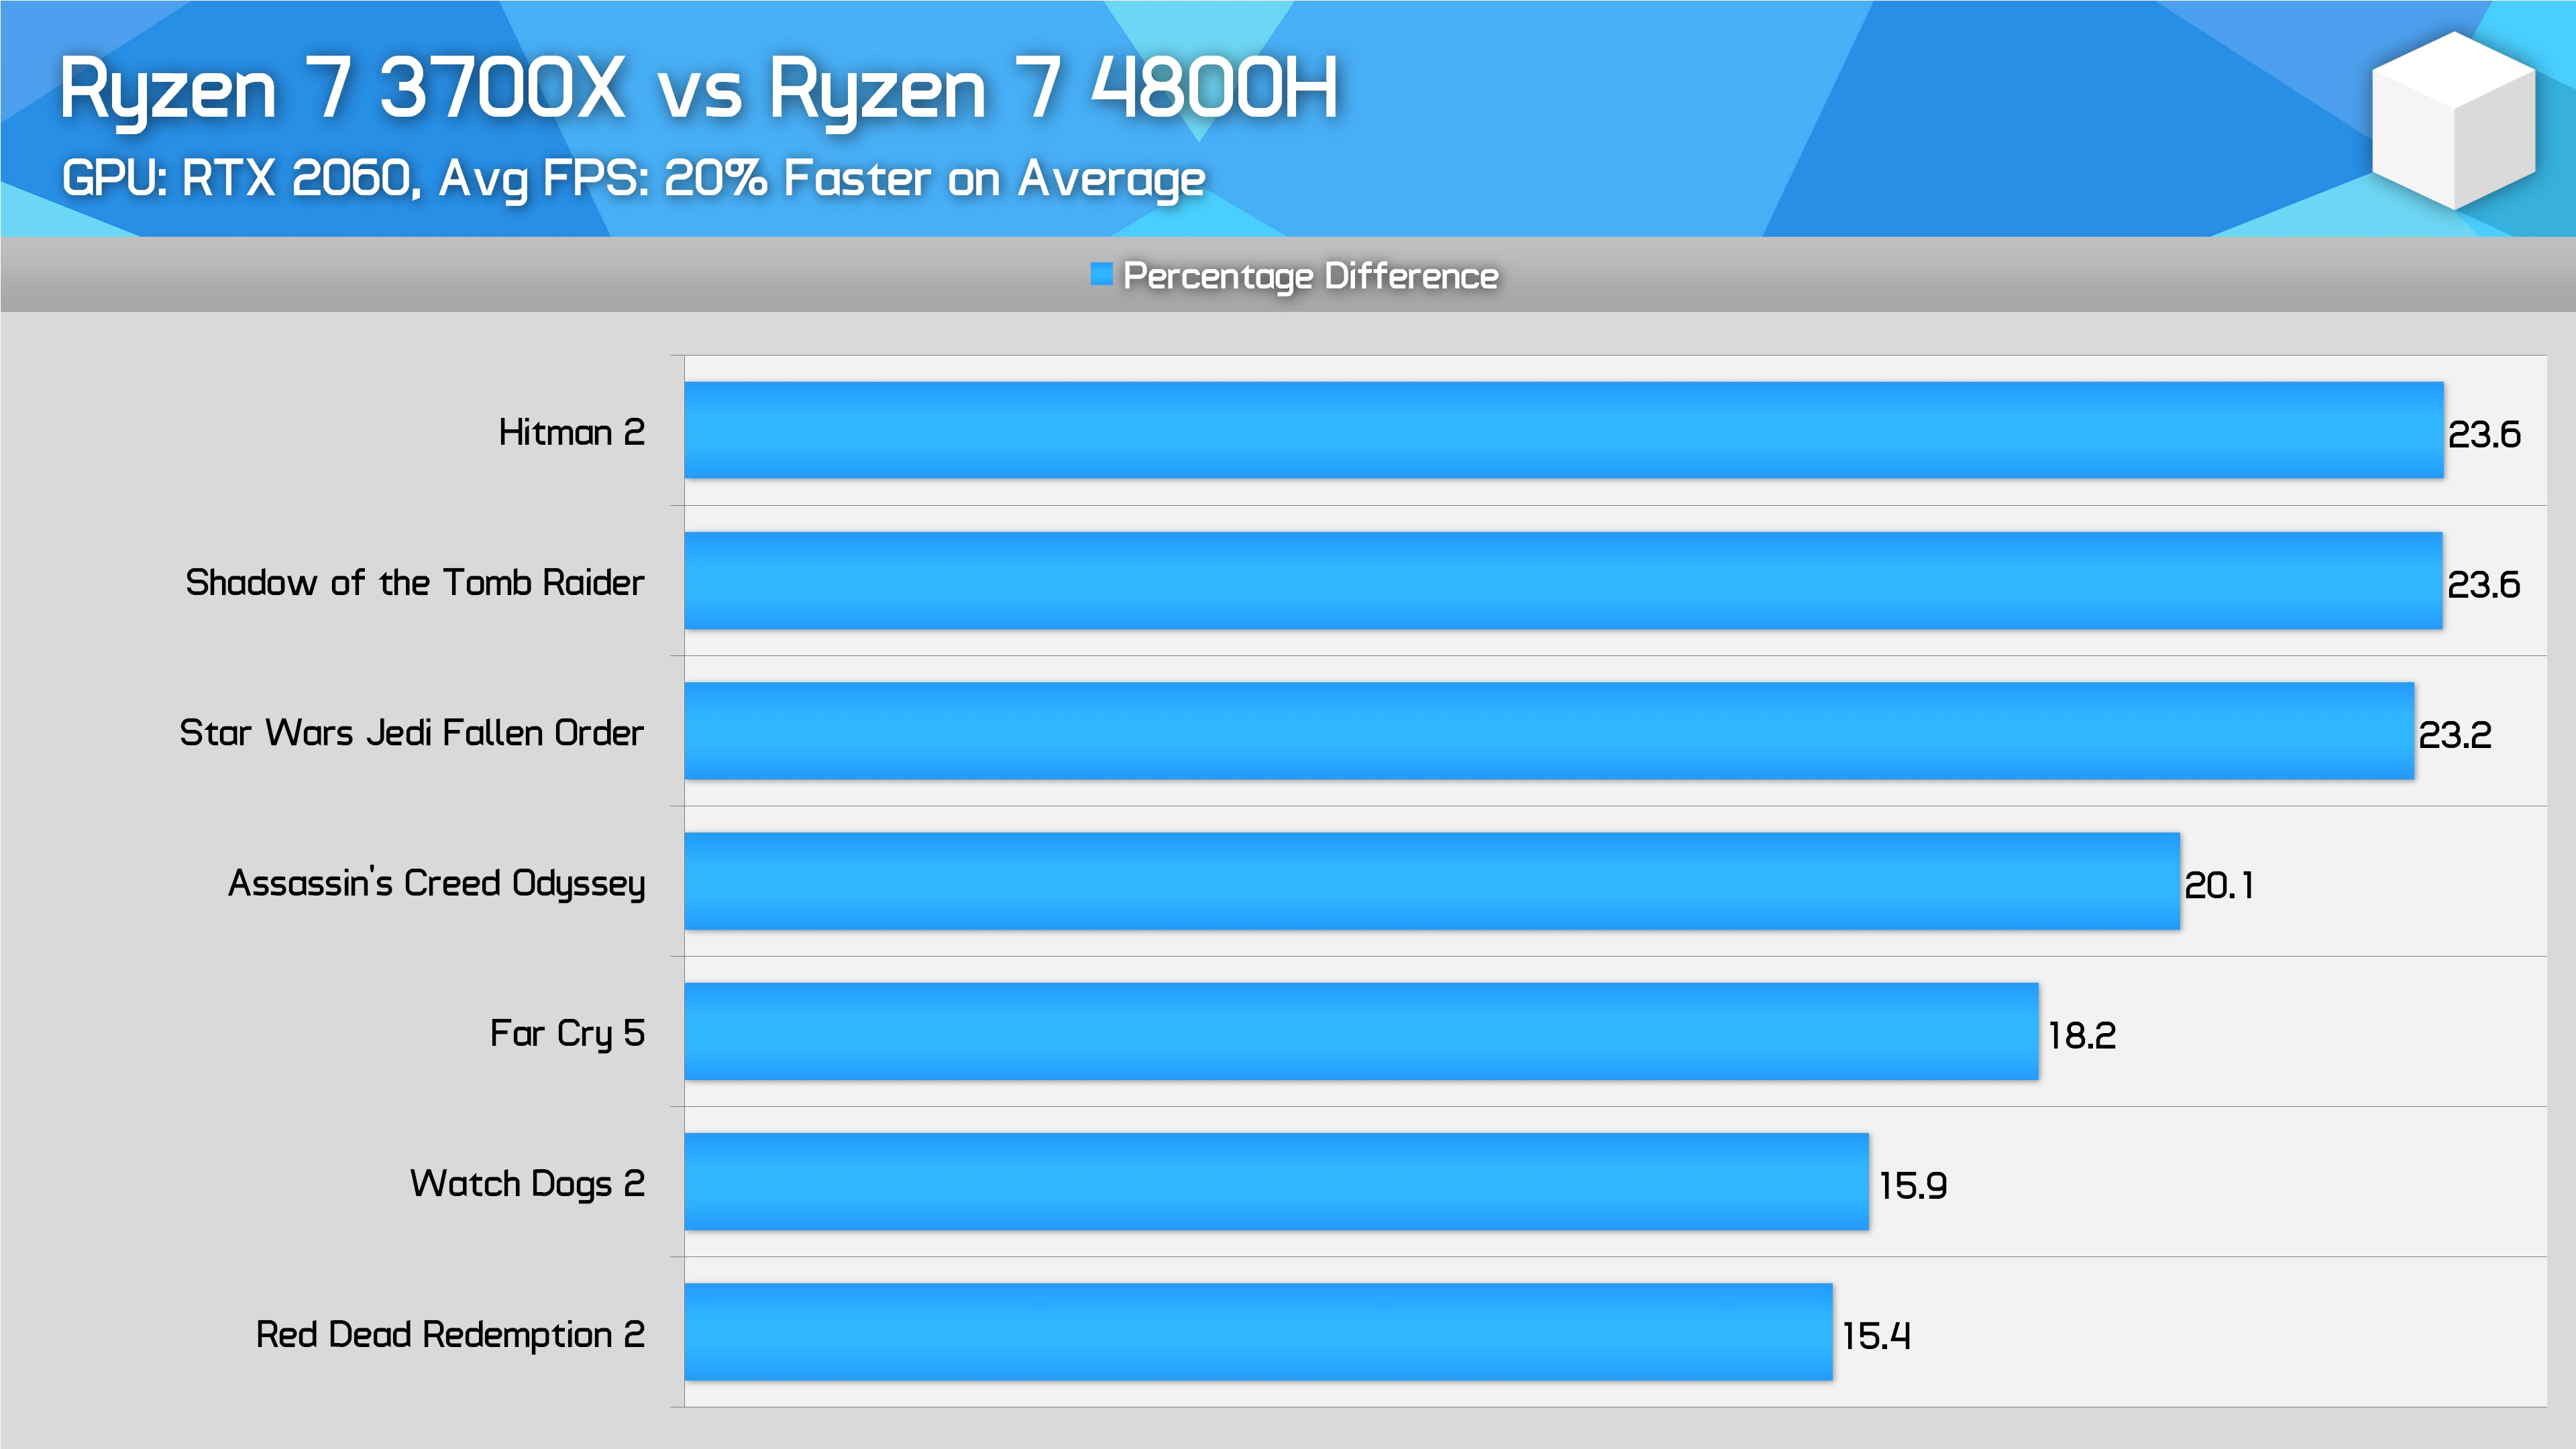 Ryzen 7 3700X vs Ryzen 7 4800H
GPU: RTX 2060, Avg FPS: 20% Faster on Average
Percentage Difference
Hitman 2 23.6
Shadow of the Tomb Raider 23.6
Star Wars Jedi Fallen Order 23.2
Assassin's Creed Odyssey 20.1
Far Cry 5 18.2
Watch Dogs 2 15.9
Red Dead Redemption 2 15.4